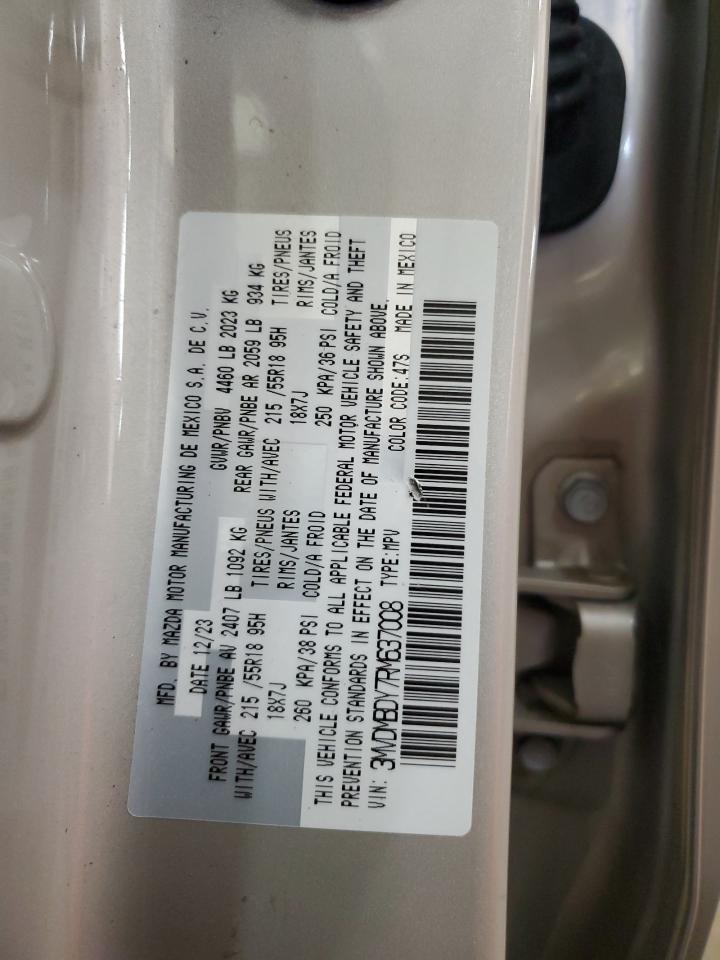 MFD. BY MAZDA MOTOR MANUFACTURING DE MEXICO S.A. DE C.V.
DATE 12/23 GVWR/PNBV 4460 LB 2023 KG
FRONT GAWR/PNBE AV 2407 LB 1092 KG REAR GAWR/PNBE AR 2059 LB 934 KG
WITH/AVEC 215 /55R18 95H TIRES/PNEUS WITH/AVEC 215 /55R18 95H TIRES/PNEUS
18X7J RIMS/JANTES 18X7J RIMS/JANTES
260 KPA/38 PSI COLD/A FROID 250 KPA/36 PSI COLD/A FROID
THIS VEHICLE CONFORMS TO ALL APPLICABLE FEDERAL MOTOR VEHICLE SAFETY AND THEFT
PREVENTION STANDARDS IN EFFECT ON THE DATE OF MANUFACTURE SHOWN ABOVE.
VIN: 3MVDMBDY7RM637008 TYPE:MPV COLOR CODE:47S MADE IN MEXICO